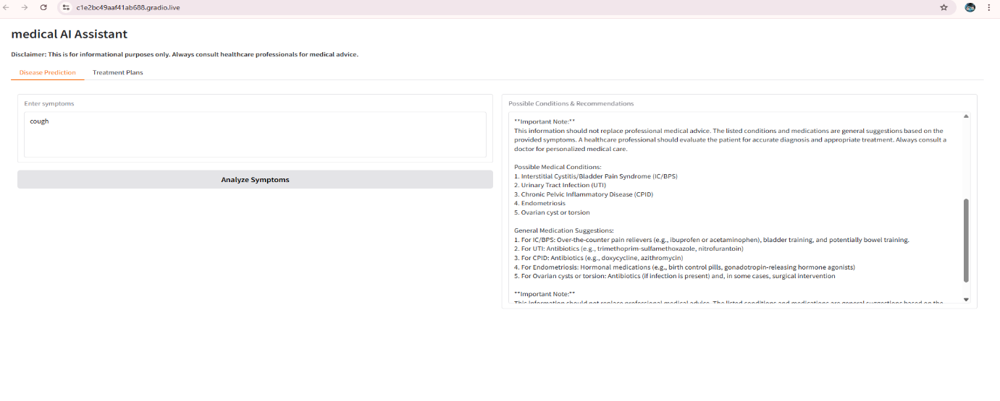 c1e2bc49aaf41ab688.gradio.live
medical AI Assistant
Disclaimer: This is for informational purposes only. Always consult healthcare professionals for medical advice.
Disease Prediction
Treatment Plans
Enter symptoms
cough
Analyze Symptoms
Possible Conditions & Recommendations
**Important Note:**
This information should not replace professional medical advice. The listed conditions and medications are general suggestions based on the
provided symptoms. A healthcare professional should evaluate the patient for accurate diagnosis and appropriate treatment. Always consult a
doctor for personalized medical care.
Possible Medical Conditions:
1. Interstitial Cystitis/Bladder Pain Syndrome (IC/BPS)
2. Urinary Tract Infection (UTI)
3. Chronic Pelvic Inflammatory Disease (CPID)
4. Endometriosis
5. Ovarian cyst or torsion
General Medication Suggestions:
1. For IC/BPS: Over-the-counter pain relievers (e.g., ibuprofen or acetaminophen), bladder training, and potentially bowel training.
2. For UTI: Antibiotics (e.g., trimethoprim-sulfamethoxazole, nitrofurantoin)
3. For CPID: Antibiotics (e.g., doxycycline, azithromycin)
4. For Endometriosis: Hormonal medications (e.g., birth control pills, gonadotropin-releasing hormone agonists)
5. For Ovarian cysts or torsion: Antibiotics (if infection is present) and, in some cases, surgical intervention
**Important Note:**
This information should not replace professional medical advice. The listed conditions and medications are general suggestions based on the